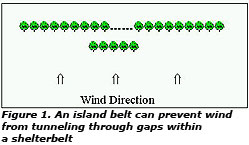 Wind Direction
Figure 1. An island belt can prevent wind
from tunneling through gaps within
a shelterbelt